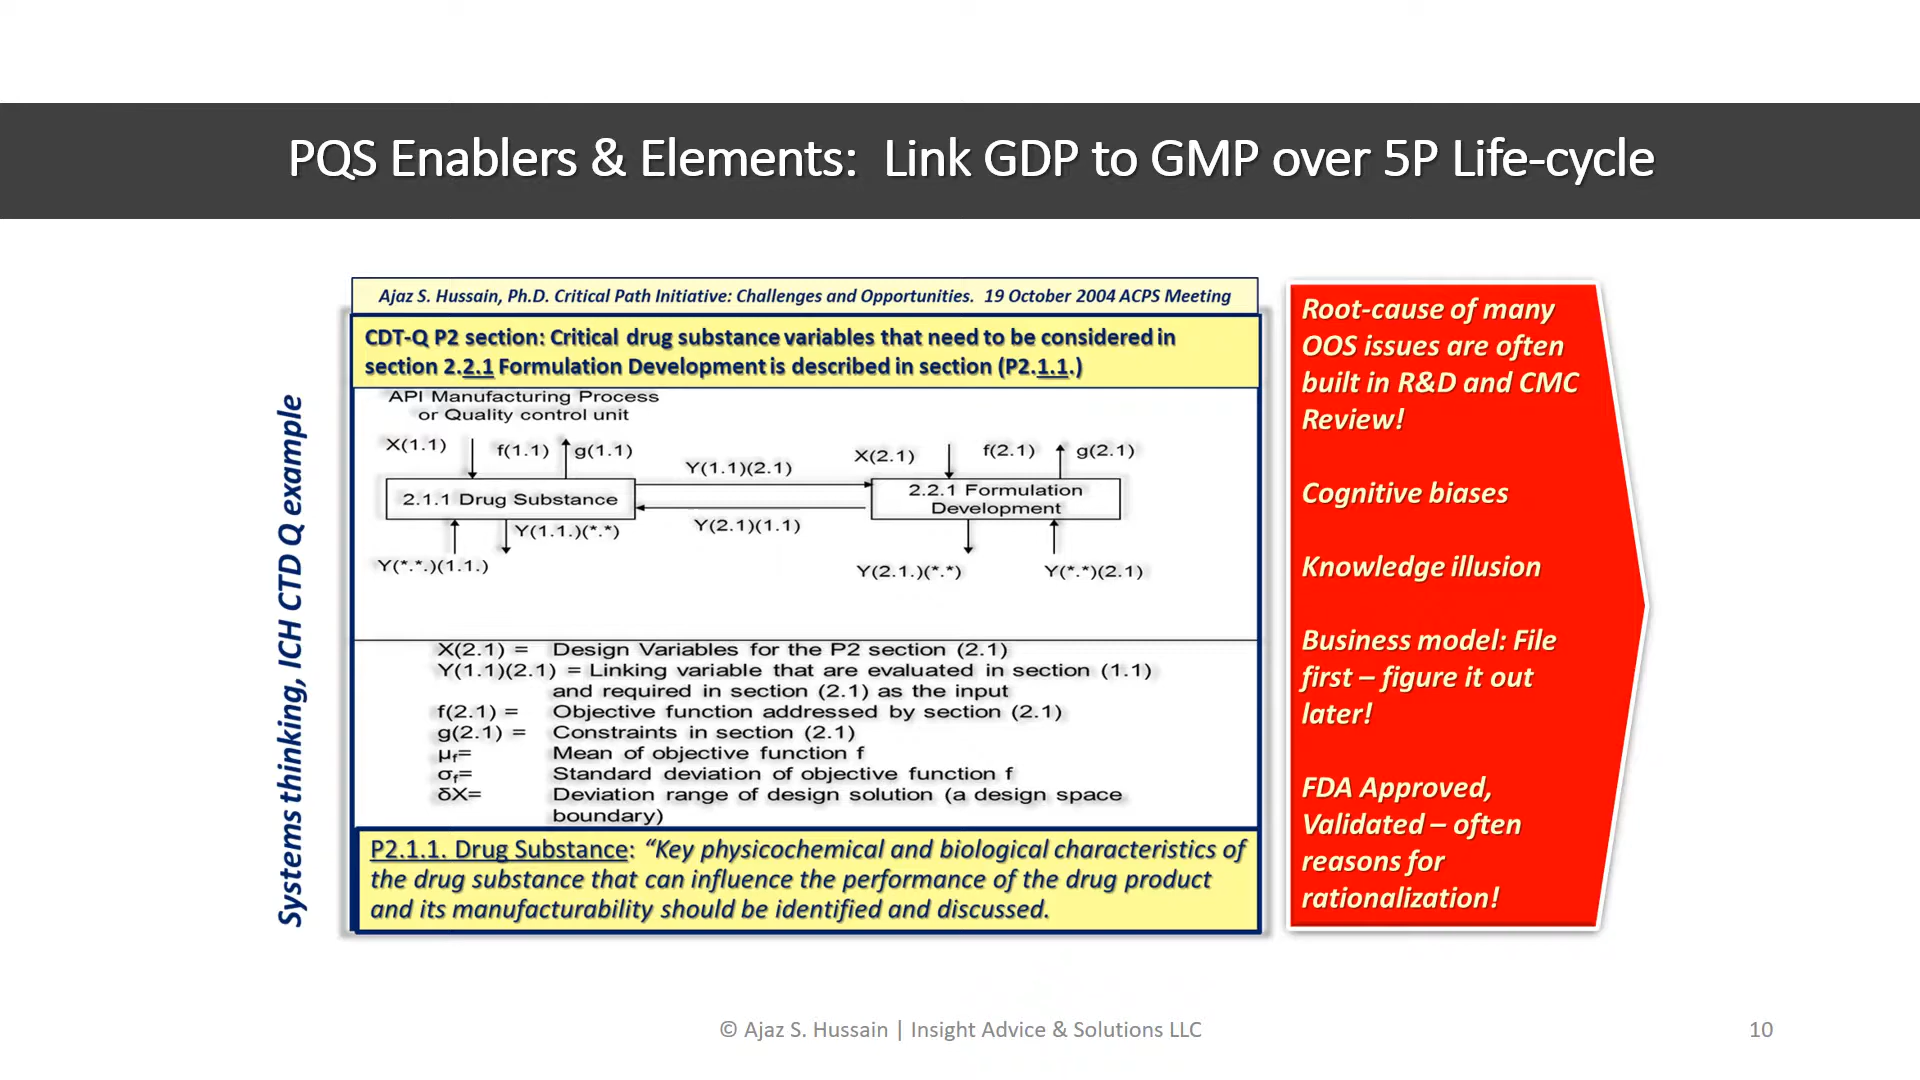 PQS Enablers & Elements:  Link GDP to GMP over 5P Life-cycle
Systems thinking, ICH CTD Q example
Ajaz S. Hussain, Ph.D. Critical Path Initiative: Challenges and Opportunities.  19 October 2004 ACPS Meeting
CDT-Q P2 section: Critical drug substance variables that need to be considered in
section 2.2.1 Formulation Development is described in section (P2.1.1.)
API Manufacturing Process
or Quality control unit
X(1.1)
f(1.1)
g(1.1)
Y(1.1)(2.1)
X(2.1)
f(2.1)
g(2.1)
2.1.1 Drug Substance
2.2.1 Formulation
Development
Y(1.1.)(*.*)
Y(2.1)(1.1)
Y(*.*.)(1.1.)
Y(2.1.)(*.*)
Y(*.*)(2.1)
X(2.1) = Design Variables for the P2 section (2.1)
Y(1.1)(2.1) = Linking variable that are evaluated in section (1.1)
and required in section (2.1) as the input
f(2.1) = Objective function addressed by section (2.1)
g(2.1) = Constraints in section (2.1)
μf= Mean of objective function f
σf= Standard deviation of objective function f
δX= Deviation range of design solution (a design space
boundary)
P2.1.1. Drug Substance: “Key physicochemical and biological characteristics of
the drug substance that can influence the performance of the drug product
and its manufacturability should be identified and discussed.
Root-cause of many
OOS issues are often
built in R&D and CMC
Review!
Cognitive biases
Knowledge illusion
Business model: File
first – figure it out
later!
FDA Approved,
Validated – often
reasons for
rationalization!
© Ajaz S. Hussain | Insight Advice & Solutions LLC
10